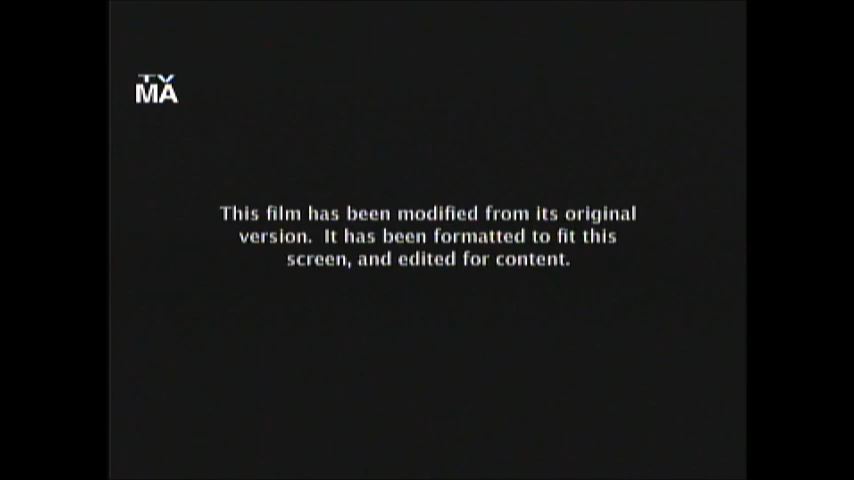 TV
MA
This film has been modified from its original
version. It has been formatted to fit this
screen, and edited for content.